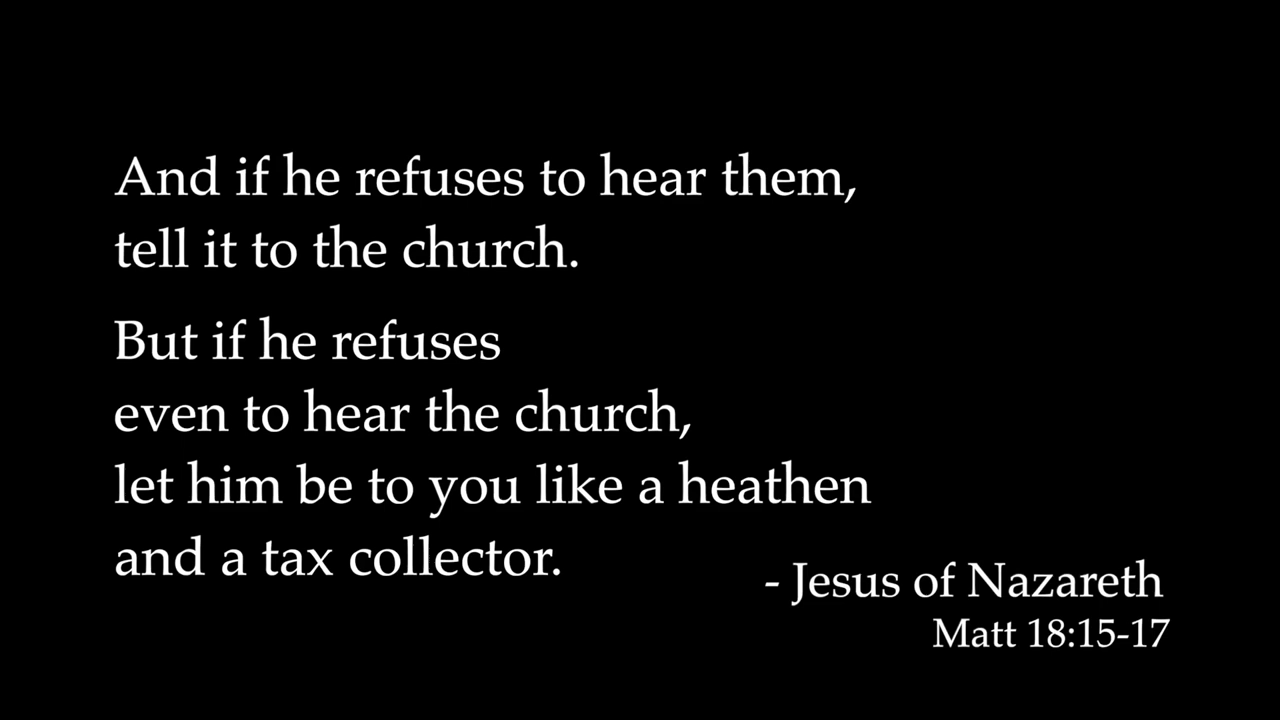 And if he refuses to hear them,
tell it to the church.
But if he refuses
even to hear the church,
let him be to you like a heathen
and a tax collector.
- Jesus of Nazareth
Matt 18:15-17